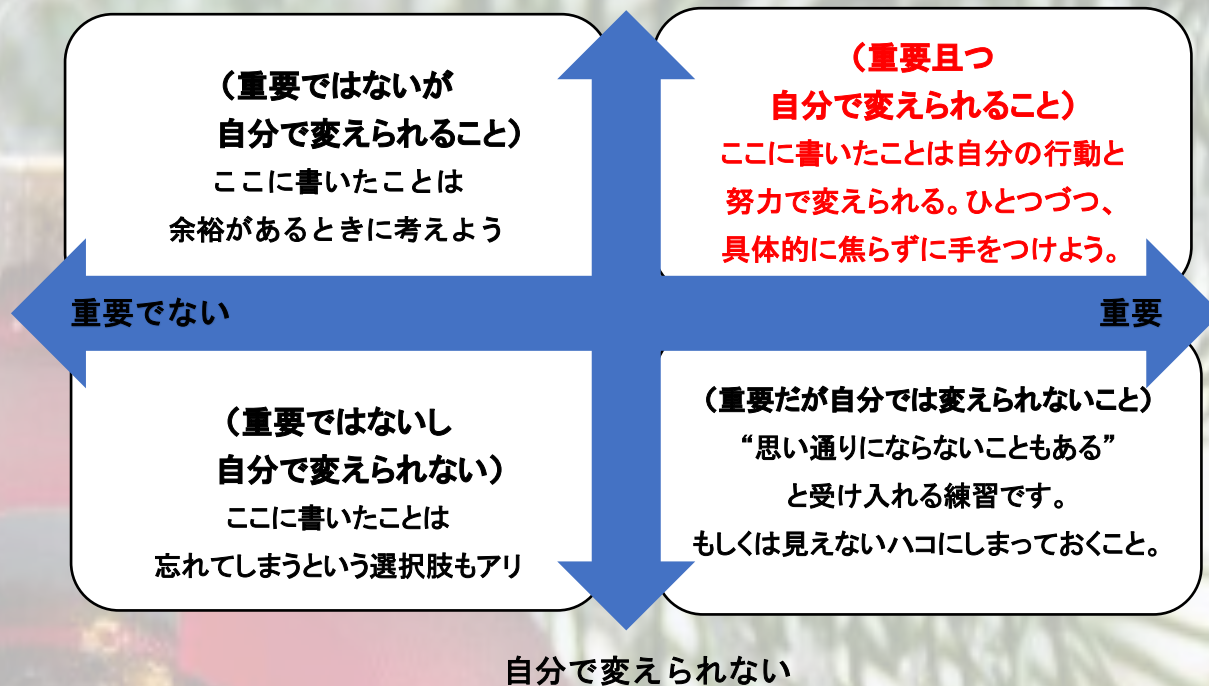 （重要ではないが
自分で変えられること）
ここに書いたことは
余裕があるときに考えよう
（重要且つ
自分で変えられること）
ここに書いたことは自分の行動と
努力で変えられる。ひとつづつ、
具体的に焦らずに手をつけよう。
重要でない
重要
（重要ではないし
自分で変えられない）
ここに書いたことは
忘れてしまうという選択肢もアリ
（重要だが自分では変えられないこと）
“思い通りにならないこともある”
と受け入れる練習です。
もしくは見えないハコにしまっておくこと。
自分で変えられない